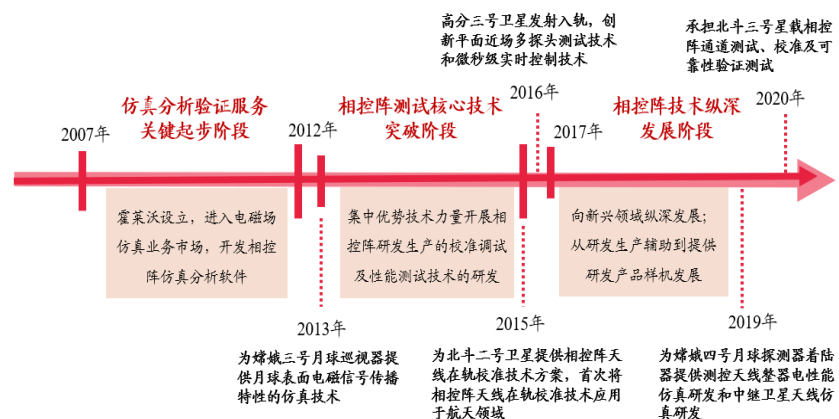 高分三号卫星发射入轨，创
新平面近场多探头测试技术
和微秒级实时控制技术
承担北斗三号星载相控
阵通道测试、校准及可
靠性验证测试
2016年
2020年
仿真分析验证服务
关键起步阶段
相控阵测试核心技术
突破阶段
相控阵技术纵深
发展阶段
2007年
2012年
2017年
霍莱沃设立，进入电磁场
仿真业务市场，开发相控
阵仿真分析软件
集中优势技术力量开展相
控阵研发生产的校准调试
及性能测试技术的研发
向新兴领域纵深发展；
从研发生产辅助到提供
研发产品样机发展
2013年
2015年
2019年
为嫦娥三号月球巡视器提
供月球表面电磁信号传播
特性的仿真技术
为北斗二号卫星提供相控阵天
线在轨校准技术方案，首次将
相控阵天线在轨校准技术应用
于航天领域
为嫦娥四号月球探测器着陆
器提供测控天线整器电性能
仿真研发和中继卫星天线仿
真研发